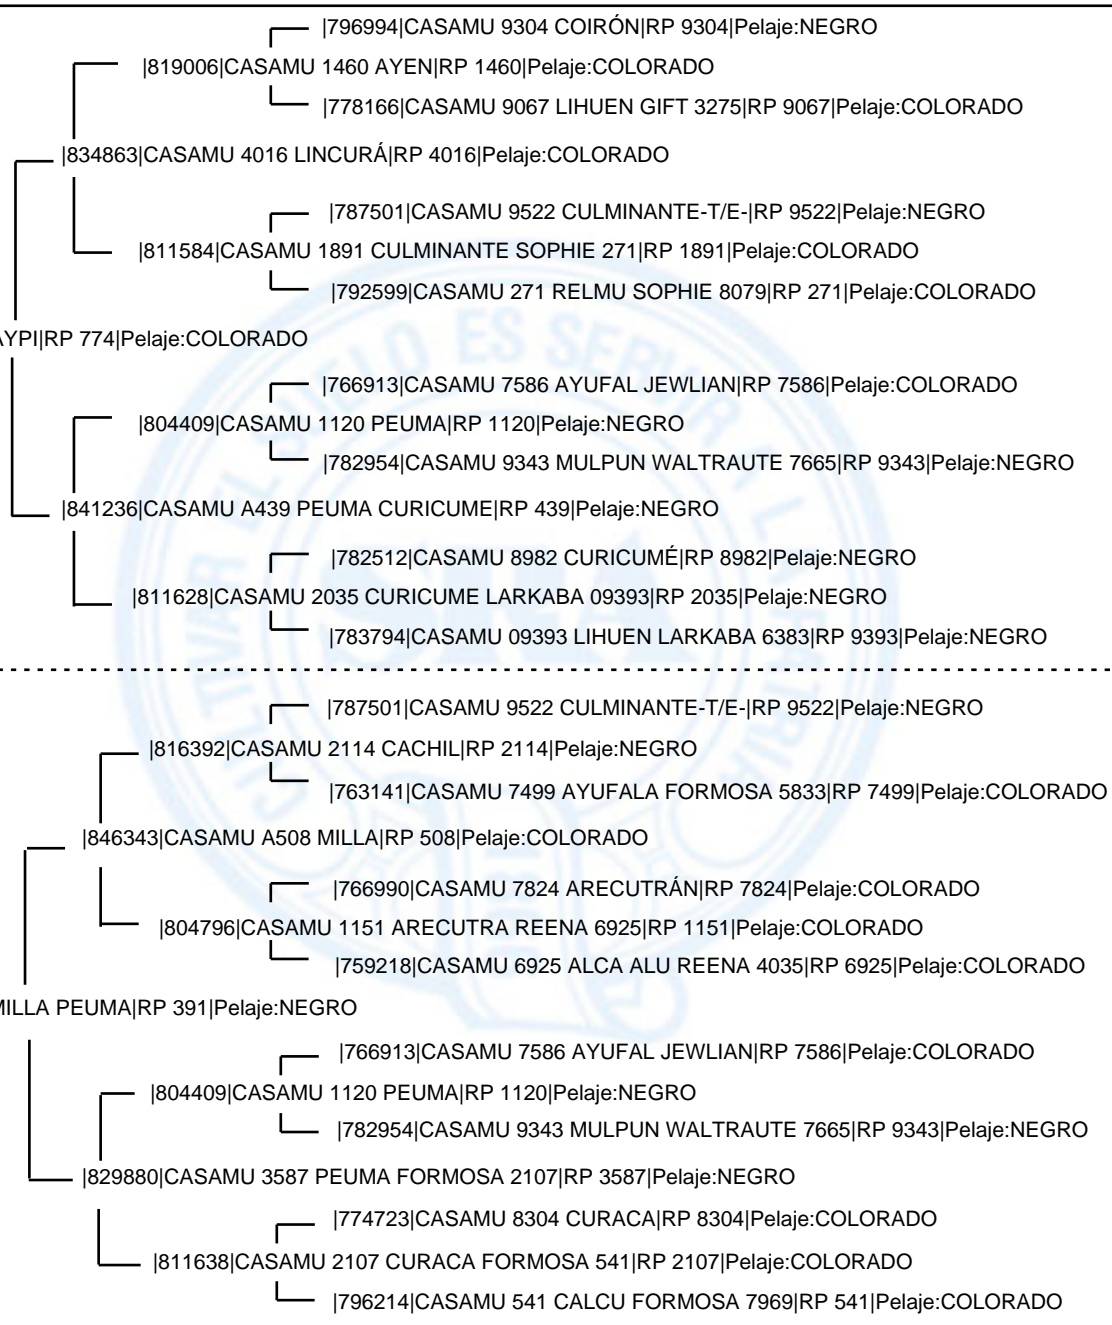 |796994|CASAMU 9304 COIRÓN|RP 9304|Pelaje:NEGRO
|819006|CASAMU 1460 AYEN|RP 1460|Pelaje:COLORADO
|778166|CASAMU 9067 LIHUEN GIFT 3275|RP 9067|Pelaje:COLORADO
|834863|CASAMU 4016 LINCURÁ|RP 4016|Pelaje:COLORADO
|787501|CASAMU 9522 CULMINANTE-T/E-|RP 9522|Pelaje:NEGRO
|811584|CASAMU 1891 CULMINANTE SOPHIE 271|RP 1891|Pelaje:COLORADO
|792599|CASAMU 271 RELMU SOPHIE 8079|RP 271|Pelaje:COLORADO
AYPI|RP 774|Pelaje:COLORADO
|766913|CASAMU 7586 AYUFAL JEWLIAN|RP 7586|Pelaje:COLORADO
|804409|CASAMU 1120 PEUMA|RP 1120|Pelaje:NEGRO
|782954|CASAMU 9343 MULPUN WALTRAUTE 7665|RP 9343|Pelaje:NEGRO
|841236|CASAMU A439 PEUMA CURICUME|RP 439|Pelaje:NEGRO
|782512|CASAMU 8982 CURICUMÉ|RP 8982|Pelaje:NEGRO
|811628|CASAMU 2035 CURICUME LARKABA 09393|RP 2035|Pelaje:NEGRO
|783794|CASAMU 09393 LIHUEN LARKABA 6383|RP 9393|Pelaje:NEGRO
|787501|CASAMU 9522 CULMINANTE-T/E-|RP 9522|Pelaje:NEGRO
|816392|CASAMU 2114 CACHIL|RP 2114|Pelaje:NEGRO
|763141|CASAMU 7499 AYUFALA FORMOSA 5833|RP 7499|Pelaje:COLORADO
|846343|CASAMU A508 MILLA|RP 508|Pelaje:COLORADO
|766990|CASAMU 7824 ARECUTRÁN|RP 7824|Pelaje:COLORADO
|804796|CASAMU 1151 ARECUTRA REENA 6925|RP 1151|Pelaje:COLORADO
|759218|CASAMU 6925 ALCA ALU REENA 4035|RP 6925|Pelaje:COLORADO
MILLA PEUMA|RP 391|Pelaje:NEGRO
|766913|CASAMU 7586 AYUFAL JEWLIAN|RP 7586|Pelaje:COLORADO
|804409|CASAMU 1120 PEUMA|RP 1120|Pelaje:NEGRO
|782954|CASAMU 9343 MULPUN WALTRAUTE 7665|RP 9343|Pelaje:NEGRO
|829880|CASAMU 3587 PEUMA FORMOSA 2107|RP 3587|Pelaje:NEGRO
|774723|CASAMU 8304 CURACA|RP 8304|Pelaje:COLORADO
|811638|CASAMU 2107 CURACA FORMOSA 541|RP 2107|Pelaje:COLORADO
|796214|CASAMU 541 CALCU FORMOSA 7969|RP 541|Pelaje:COLORADO
CULTIVAR EL SUELO ES SERVIR A LA PATRIA